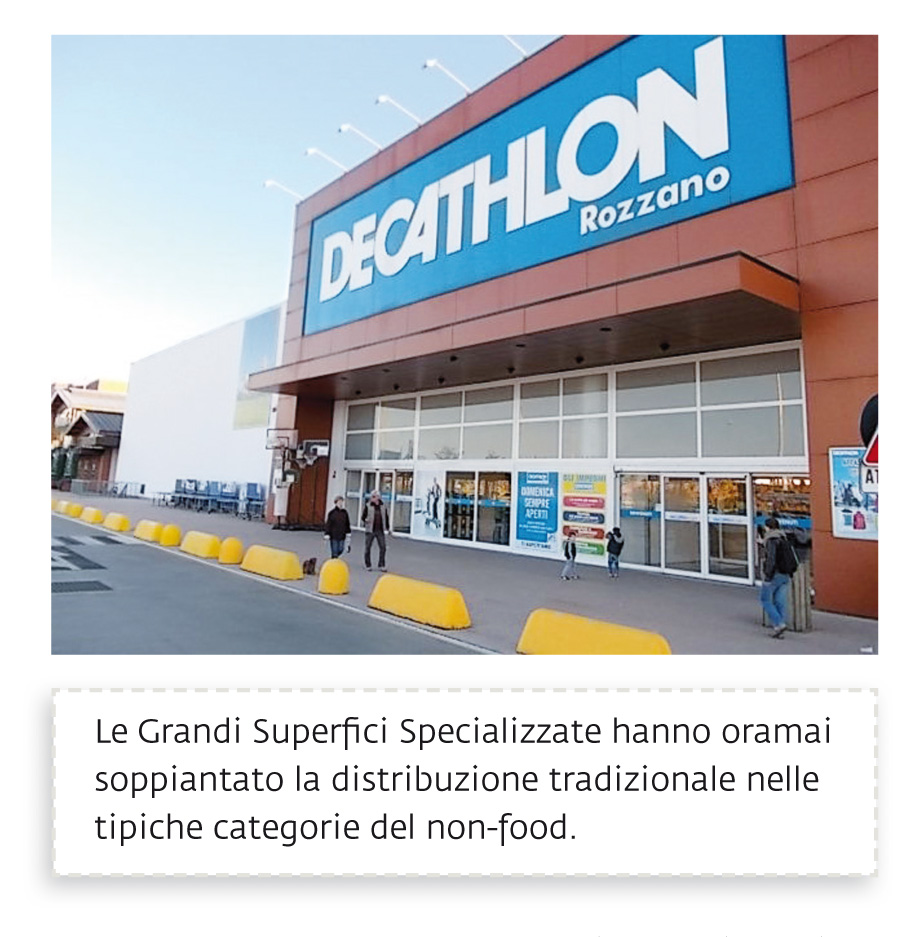 DECATHLON
Rozzano
DOMENICA
SEMPRE
APERTI
Le Grandi Superfici Specializzate hanno oramai
soppiantato la distribuzione tradizionale nelle
tipiche categorie del non-food.